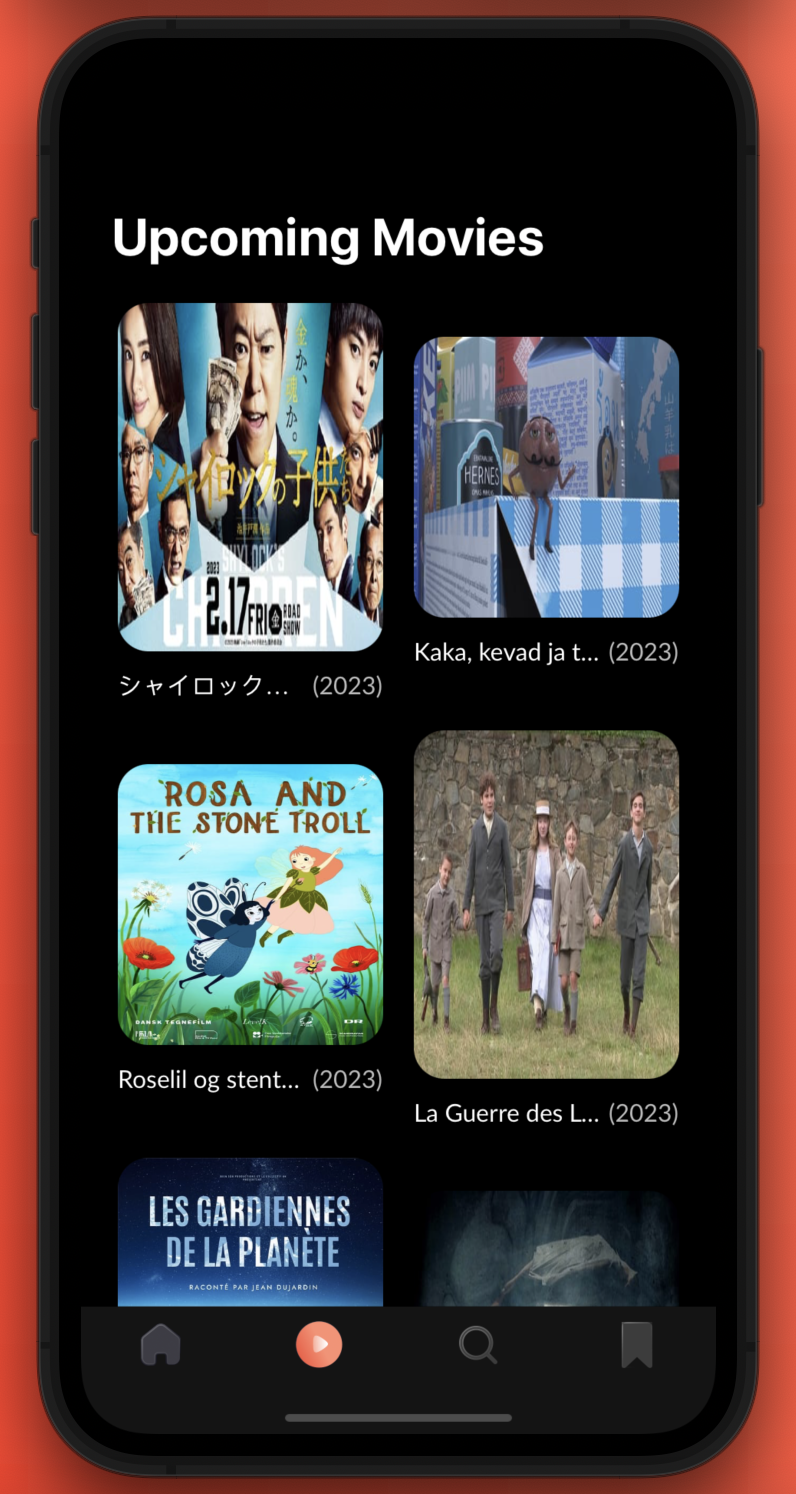 Upcoming Movies
金か、魂か。
シャイロックの子供たち
SHYLOCK'S
CHILDREN
2023
2.17 FRI 金 ROAD SHOW
シャイロック… (2023)
HERNES
Kaka, kevad ja t... (2023)
ROSA AND
THE STONE TROLL
DANSK TEGNEFILM
DR
Roselil og stent... (2023)
La Guerre des L... (2023)
LES GARDIENNES
DE LA PLANÈTE
RACONTÉ PAR JEAN DUJARDIN